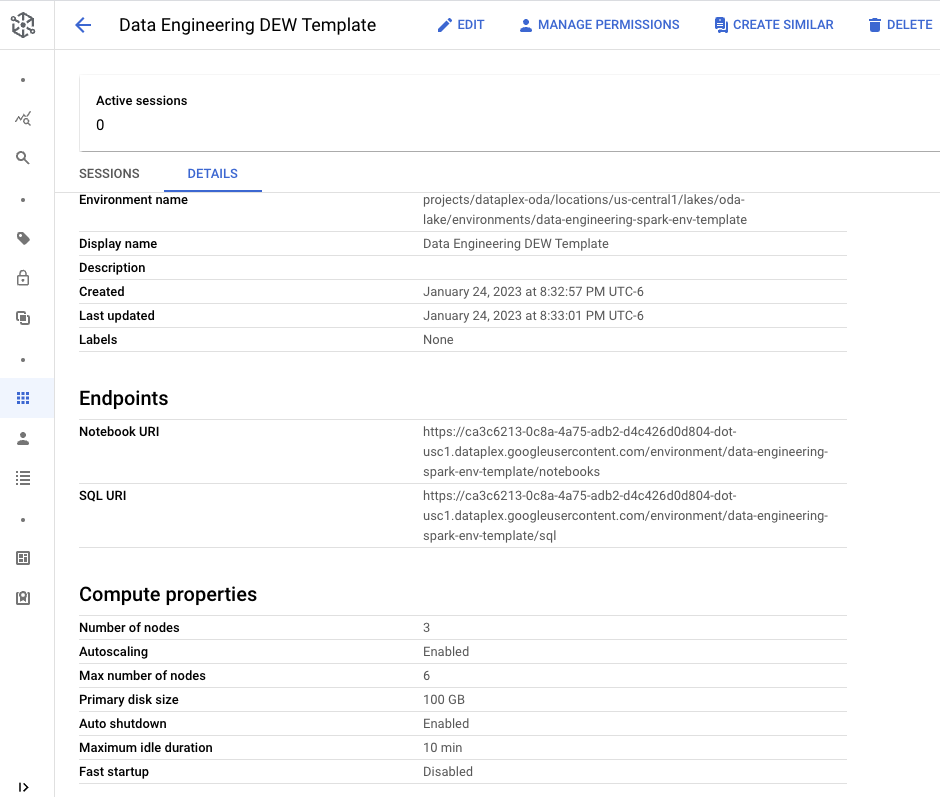 Data Engineering DEW Template
EDIT
MANAGE PERMISSIONS
CREATE SIMILAR
DELETE
Active sessions
0
SESSIONS
DETAILS
Environment name
projects/dataplex-oda/locations/us-central1/lakes/oda-
lake/environments/data-engineering-spark-env-template
Display name
Data Engineering DEW Template
Description
Created
January 24, 2023 at 8:32:57 PM UTC-6
Last updated
January 24, 2023 at 8:33:01 PM UTC-6
Labels
None
Endpoints
Notebook URI
https://ca3c6213-0c8a-4a75-adb2-d4c426d0d804-dot-
usc1.dataplex.googleusercontent.com/environment/data-engineering-
spark-env-template/notebooks
SQL URI
https://ca3c6213-0c8a-4a75-adb2-d4c426d0d804-dot-
usc1.dataplex.googleusercontent.com/environment/data-engineering-
spark-env-template/sql
Compute properties
Number of nodes
3
Autoscaling
Enabled
Max number of nodes
6
Primary disk size
100 GB
Auto shutdown
Enabled
Maximum idle duration
10 min
Fast startup
Disabled